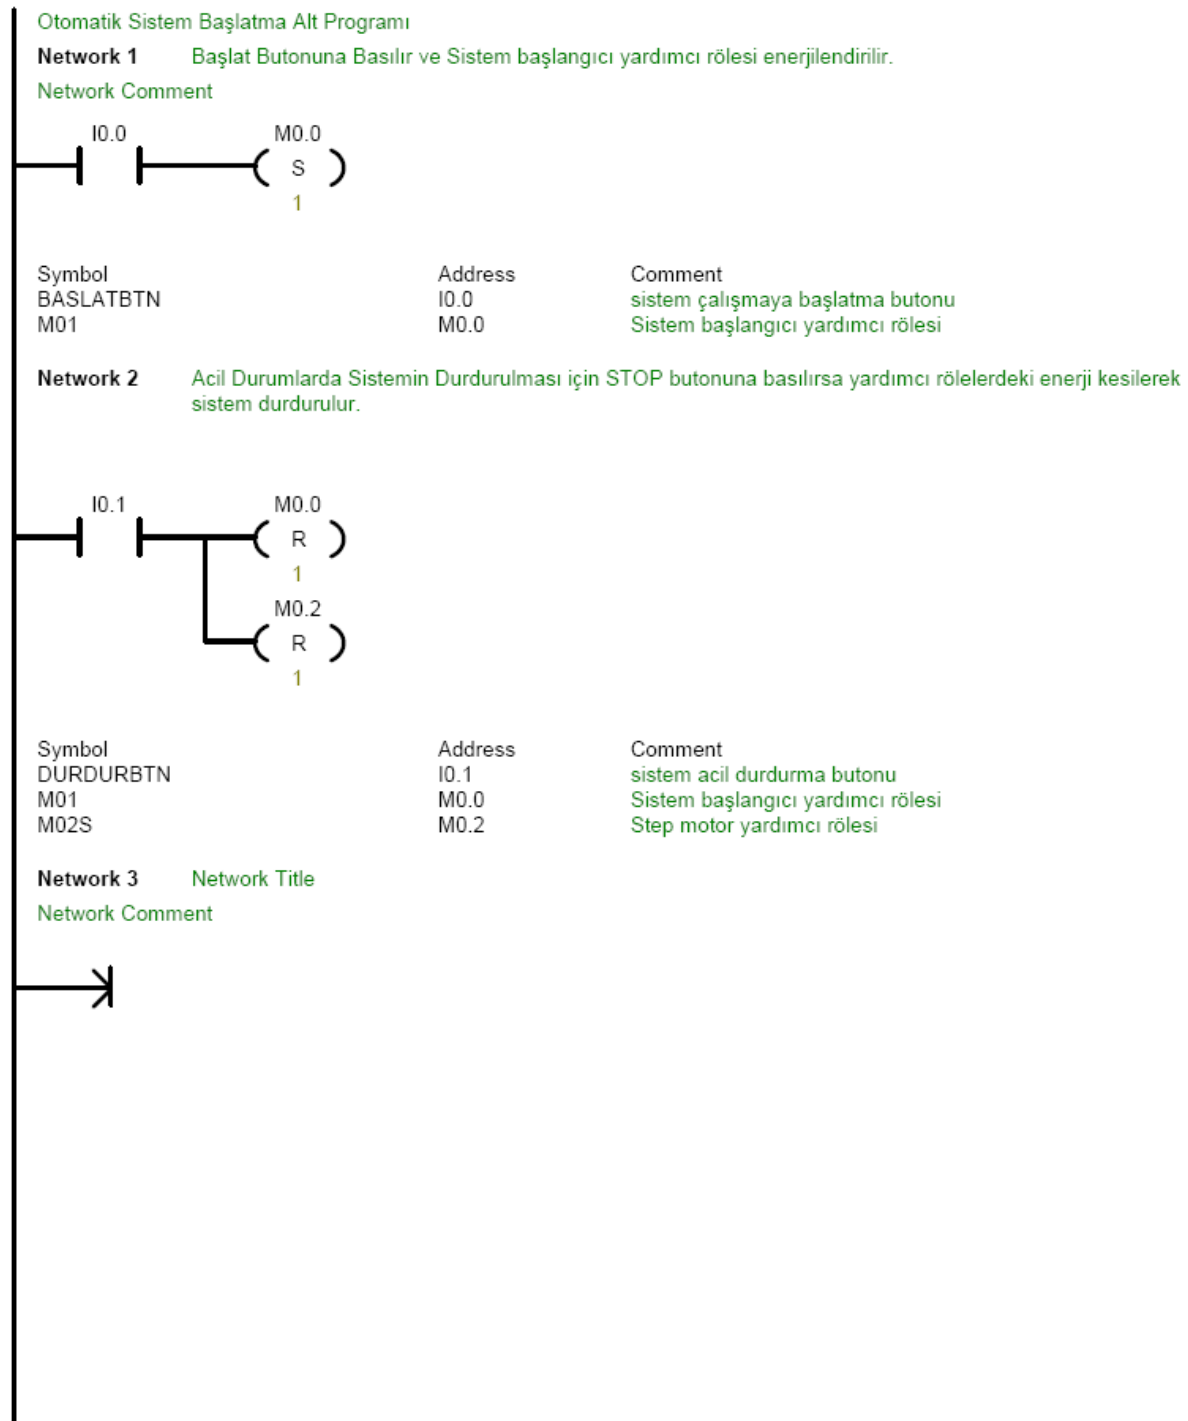 Otomatik Sistem Başlatma Alt Programı
Network 1 Başlat Butonuna Basılır ve Sistem başlangıcı yardımcı rölesi enerjilendirilir.
Network Comment
I0.0 M0.0
S
1
Symbol Address Comment
BASLATBTN I0.0 sistem çalışmaya başlatma butonu
M01 M0.0 Sistem başlangıcı yardımcı rölesi
Network 2 Acil Durumlarda Sistemin Durdurulması için STOP butonuna basılırsa yardımcı rölelerdeki enerji kesilerek
sistem durdurulur.
I0.1 M0.0
R
1
M0.2
R
1
Symbol Address Comment
DURDURBTN I0.1 sistem acil durdurma butonu
M01 M0.0 Sistem başlangıcı yardımcı rölesi
M02S M0.2 Step motor yardımcı rölesi
Network 3 Network Title
Network Comment